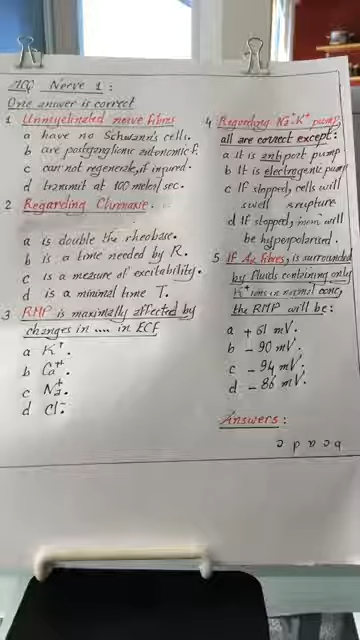 MCQ Nerve 1:
One answer is correct
1 Unmyelinated nerve fibres
a have no Schwann's cells.
b are postganglionic autonomic f.
c can not regenerate, if injured.
d transmit at 100 meter/sec.
2 Regarding Chronaxie.
a is double the rheobase.
b is a time needed by R.
c is a measure of excitability.
d is a minimal time T.
3 RMP is maximally affected by
changes in .... in ECF
a K⁺.
b Ca⁺⁺.
c Na⁺.
d Cl⁻.
4 Regarding Na⁺-K⁺ pump,
all are correct except:
a It is antiport pump
b It is electrogenic pump
c If stopped, cells will
swell & rupture
d If stopped, mem will
be hyperpolarised.
5 If fibres, is surrounded
by fluids containing only
K⁺ ions in normal conc,
the RMP will be:
a + 61 mV.
b - 90 mV.
c - 94 mV.
d - 86 mV.
Answers:
b c a d c